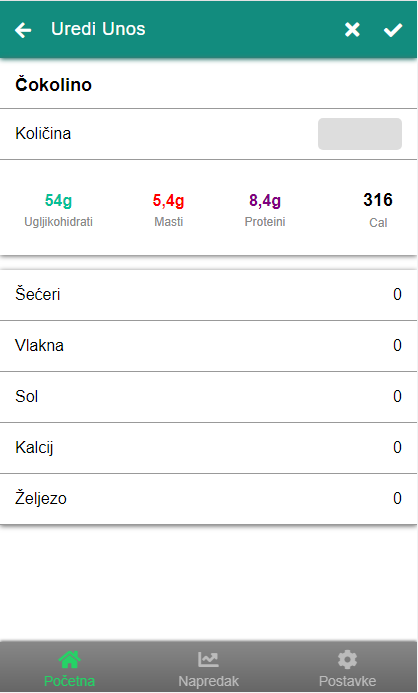 Uredi Unos
Čokolino
Količina
54g 5,4g 8,4g 316
Ugljikohidrati Masti Proteini Cal
Šećeri 0
Vlakna 0
Sol 0
Kalcij 0
Željezo 0
Početna Napredak Postavke